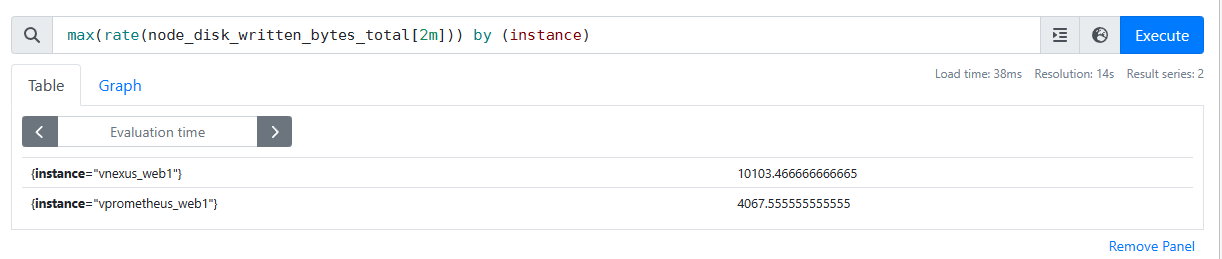 max(rate(node_disk_written_bytes_total[2m])) by (instance)
Execute
Table
Graph
Load time: 38ms Resolution: 14s Result series: 2
Evaluation time
{instance="vnexus_web1"} 10103.466666666665
{instance="vprometheus_web1"} 4067.555555555555
Remove Panel